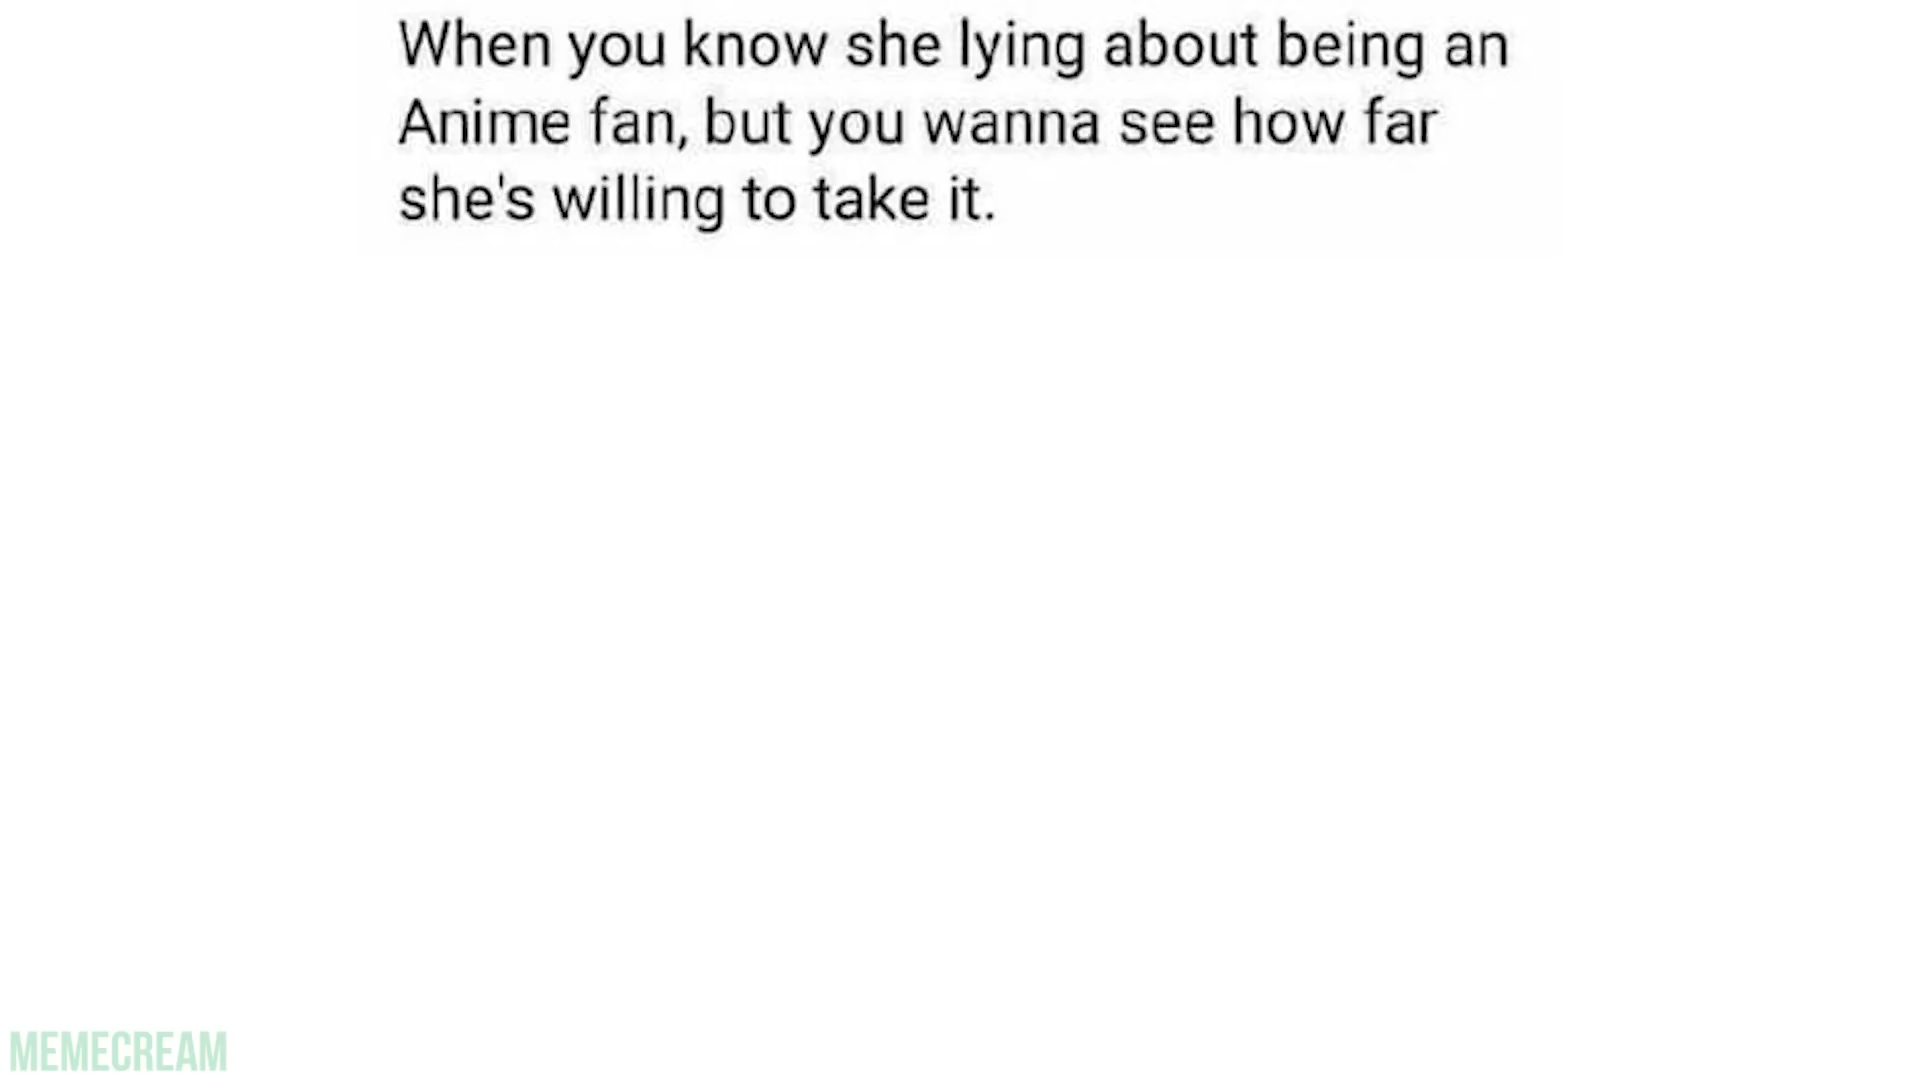 When you know she lying about being an
Anime fan, but you wanna see how far
she's willing to take it.
MEMECREAM